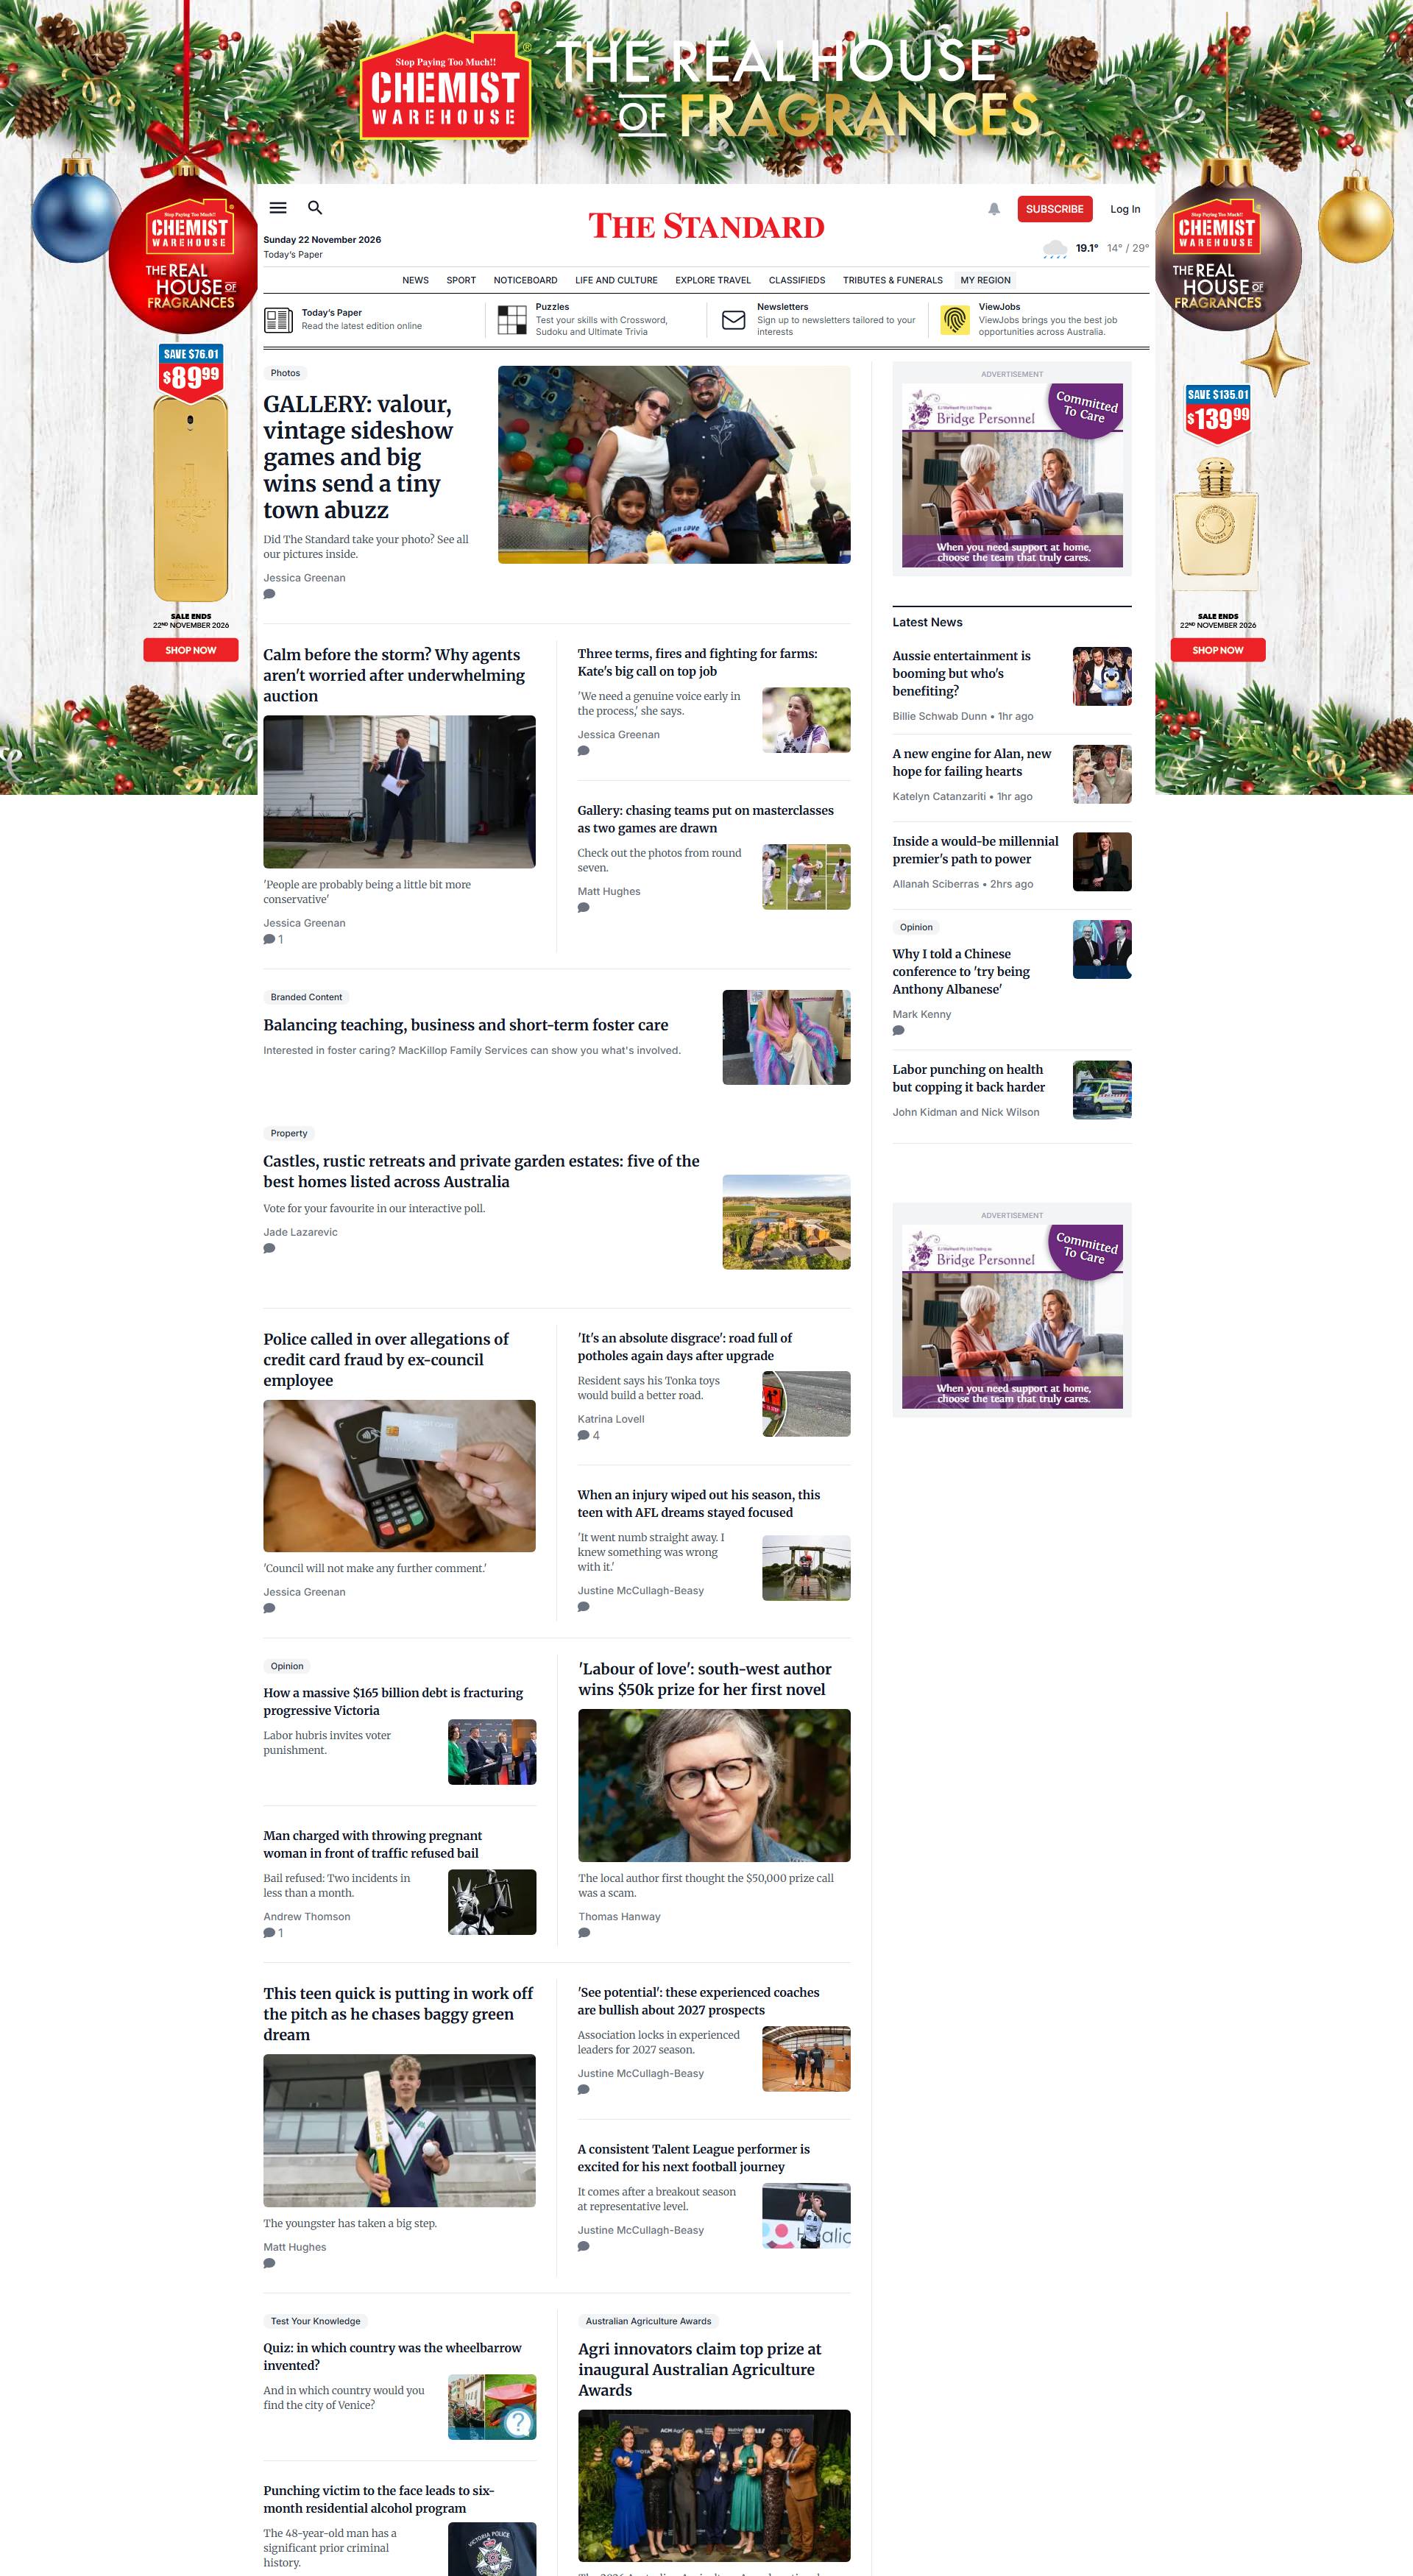 Stop Paying Too Much!!
CHEMIST
WAREHOUSE
THE REAL HOUSE
OF FRAGRANCES
Stop Paying Too Much!!
CHEMIST
WAREHOUSE
THE REAL
HOUSE OF
FRAGRANCES
SAVE $76.01
$89.99
SALE ENDS
22ND NOVEMBER 2026
SHOP NOW
Stop Paying Too Much!!
CHEMIST
WAREHOUSE
THE REAL
HOUSE OF
FRAGRANCES
SAVE $135.01
$139.99
SALE ENDS
22ND NOVEMBER 2026
SHOP NOW
SUBSCRIBE
Log In
THE STANDARD
Sunday 22 November 2026
Today's Paper
19.1° 14° / 29°
NEWS SPORT NOTICEBOARD LIFE AND CULTURE EXPLORE TRAVEL CLASSIFIEDS TRIBUTES & FUNERALS MY REGION
Today's Paper
Read the latest edition online
Puzzles
Test your skills with Crossword,
Sudoku and Ultimate Trivia
Newsletters
Sign up to newsletters tailored to your
interests
ViewJobs
ViewJobs brings you the best job
opportunities across Australia.
Photos
GALLERY: valour,
vintage sideshow
games and big
wins send a tiny
town abuzz
Did The Standard take your photo? See all
our pictures inside.
Jessica Greenan
Calm before the storm? Why agents
aren't worried after underwhelming
auction
'People are probably being a little bit more
conservative'
Jessica Greenan
1
Three terms, fires and fighting for farms:
Kate's big call on top job
'We need a genuine voice early in
the process,' she says.
Jessica Greenan
Gallery: chasing teams put on masterclasses
as two games are drawn
Check out the photos from round
seven.
Matt Hughes
Branded Content
Balancing teaching, business and short-term foster care
Interested in foster caring? MacKillop Family Services can show you what's involved.
Property
Castles, rustic retreats and private garden estates: five of the
best homes listed across Australia
Vote for your favourite in our interactive poll.
Jade Lazarevic
Police called in over allegations of
credit card fraud by ex-council
employee
'Council will not make any further comment.'
Jessica Greenan
'It's an absolute disgrace': road full of
potholes again days after upgrade
Resident says his Tonka toys
would build a better road.
Katrina Lovell
4
When an injury wiped out his season, this
teen with AFL dreams stayed focused
'It went numb straight away. I
knew something was wrong
with it.'
Justine McCullagh-Beasy
Opinion
How a massive $165 billion debt is fracturing
progressive Victoria
Labor hubris invites voter
punishment.
Man charged with throwing pregnant
woman in front of traffic refused bail
Bail refused: Two incidents in
less than a month.
Andrew Thomson
1
'Labour of love': south-west author
wins $50k prize for her first novel
The local author first thought the $50,000 prize call
was a scam.
Thomas Hanway
This teen quick is putting in work off
the pitch as he chases baggy green
dream
The youngster has taken a big step.
Matt Hughes
'See potential': these experienced coaches
are bullish about 2027 prospects
Association locks in experienced
leaders for 2027 season.
Justine McCullagh-Beasy
A consistent Talent League performer is
excited for his next football journey
It comes after a breakout season
at representative level.
Justine McCullagh-Beasy
Test Your Knowledge
Quiz: in which country was the wheelbarrow
invented?
And in which country would you
find the city of Venice?
Punching victim to the face leads to six-
month residential alcohol program
The 48-year-old man has a
significant prior criminal
history.
VICTORIA POLICE
Australian Agriculture Awards
Agri innovators claim top prize at
inaugural Australian Agriculture
Awards
ADVERTISEMENT
Bridge Personnel
Committed
To Care
When you need support at home,
choose the team that truly cares.
Latest News
Aussie entertainment is
booming but who's
benefiting?
Billie Schwab Dunn • 1hr ago
A new engine for Alan, new
hope for failing hearts
Katelyn Catanzariti • 1hr ago
Inside a would-be millennial
premier's path to power
Allanah Sciberras • 2hrs ago
Opinion
Why I told a Chinese
conference to 'try being
Anthony Albanese'
Mark Kenny
Labor punching on health
but copping it back harder
John Kidman and Nick Wilson
ADVERTISEMENT
Bridge Personnel
Committed
To Care
When you need support at home,
choose the team that truly cares.